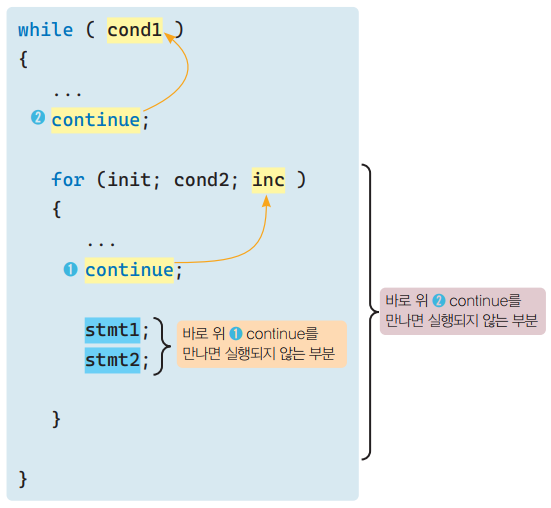 while ( cond1 )
{
...
❷ continue;
for (init; cond2; inc )
{
...
❶ continue;
stmt1;
stmt2;
바로 위 ❶ continue를
만나면 실행되지 않는 부분
바로 위 ❷ continue를
만나면 실행되지 않는 부분
}
}